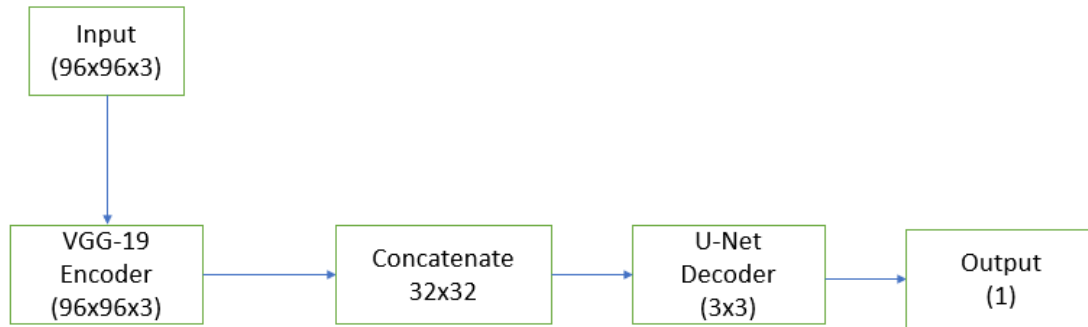 Input
(96x96x3)
VGG-19
Encoder
(96x96x3)
Concatenate
32x32
U-Net
Decoder
(3x3)
Output
(1)